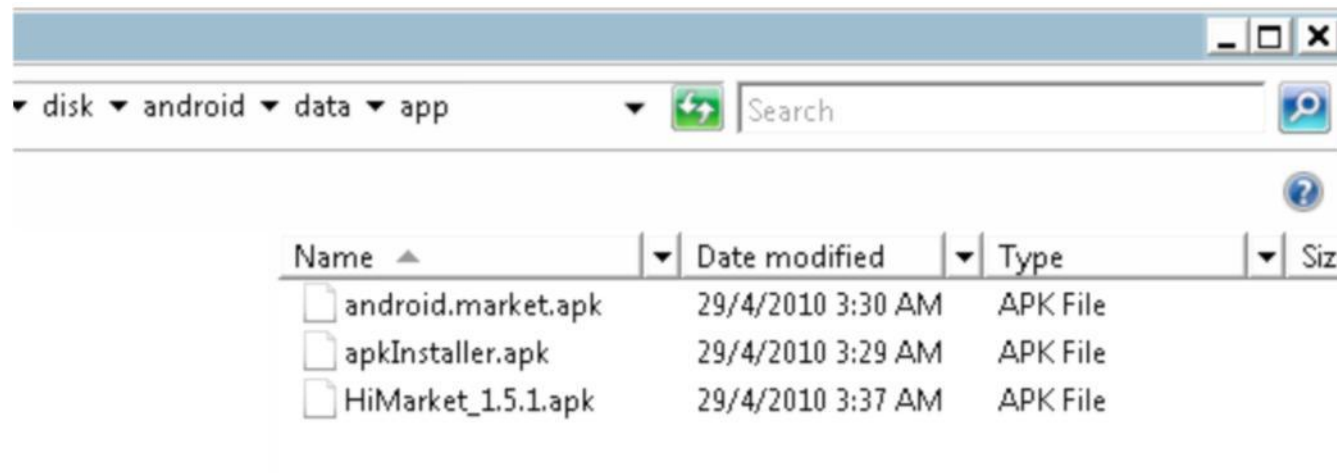 disk android data app Search
Name Date modified Type Siz
android.market.apk 29/4/2010 3:30 AM APK File
apkInstaller.apk 29/4/2010 3:29 AM APK File
HiMarket_1.5.1.apk 29/4/2010 3:37 AM APK File